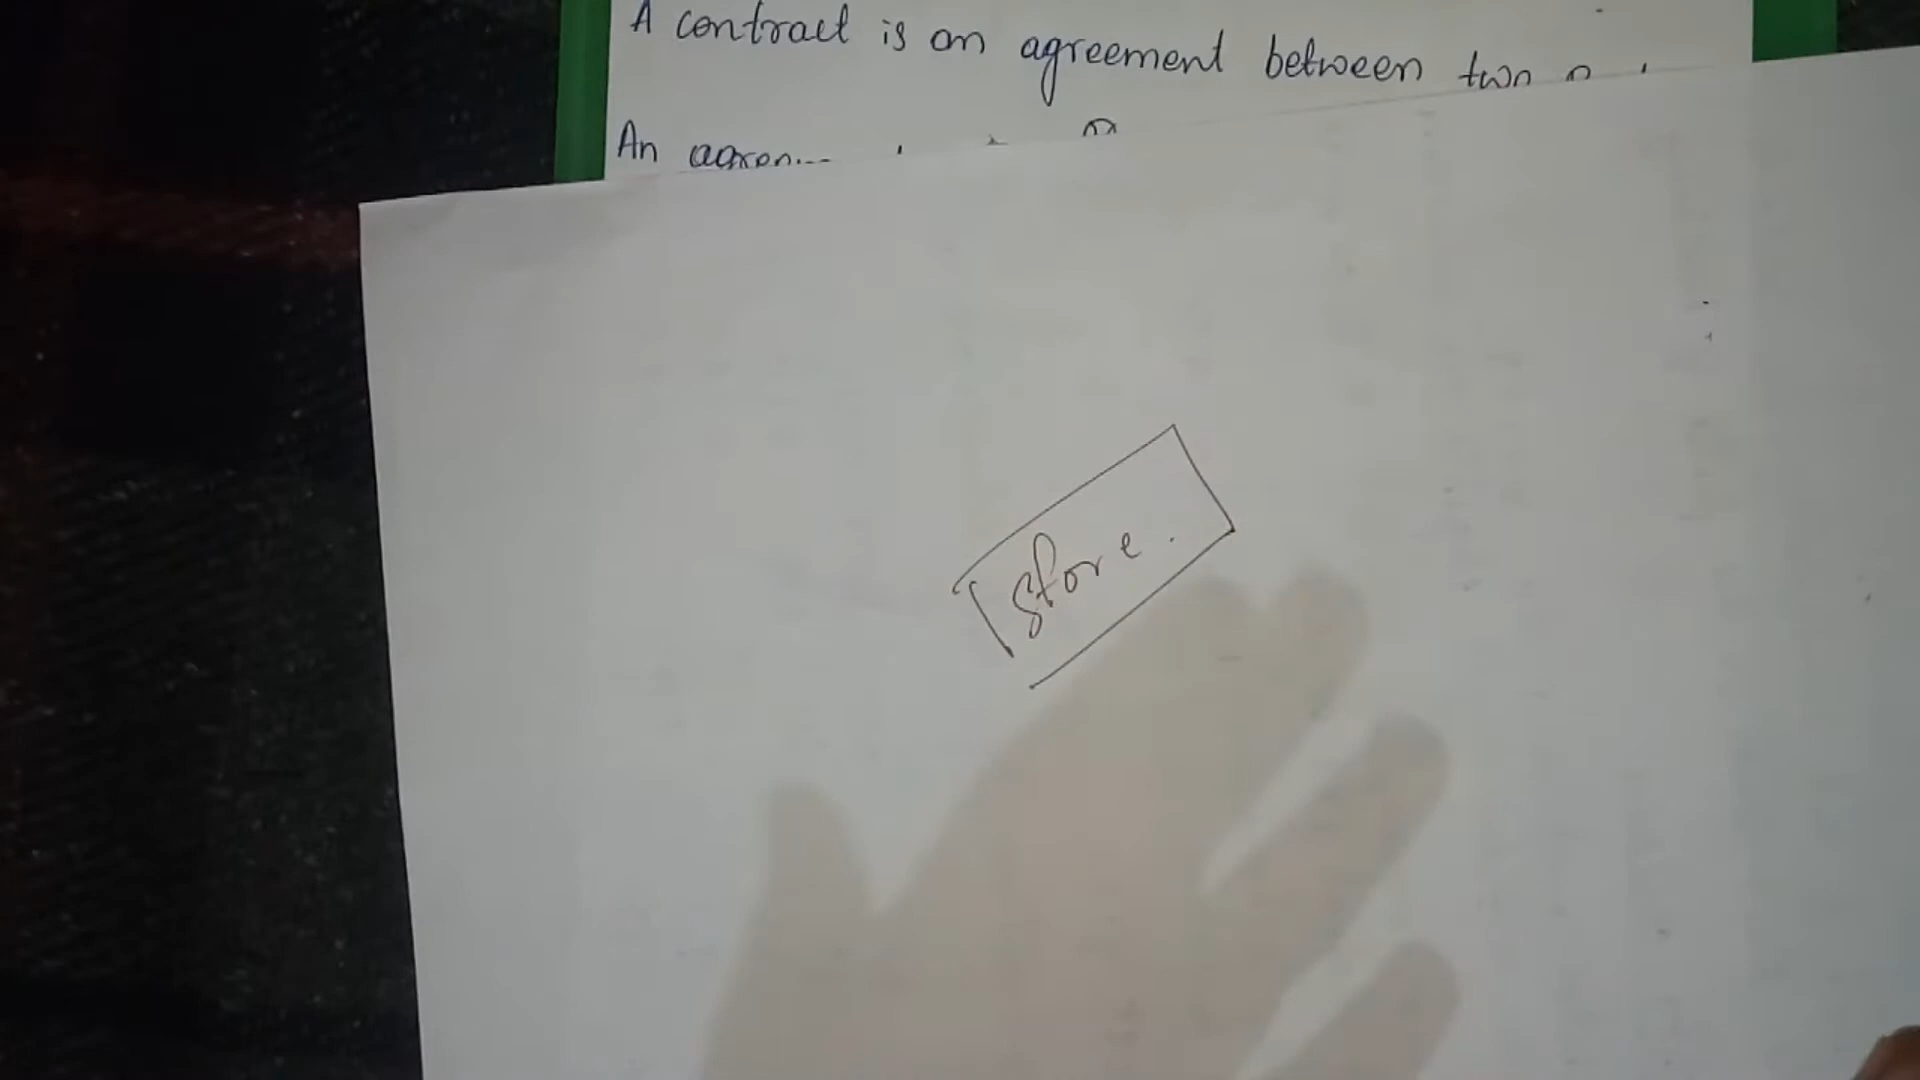 A contract is an agreement between two
An
store.